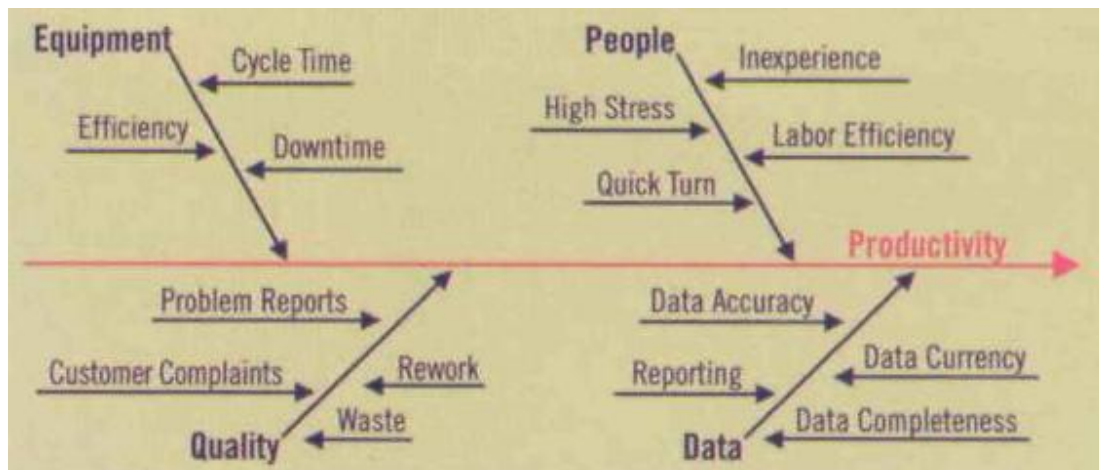 Equipment
Cycle Time
Efficiency
Downtime
People
Inexperience
High Stress
Labor Efficiency
Quick Turn
Productivity
Problem Reports
Customer Complaints
Rework
Waste
Quality
Data Accuracy
Data Currency
Reporting
Data Completeness
Data